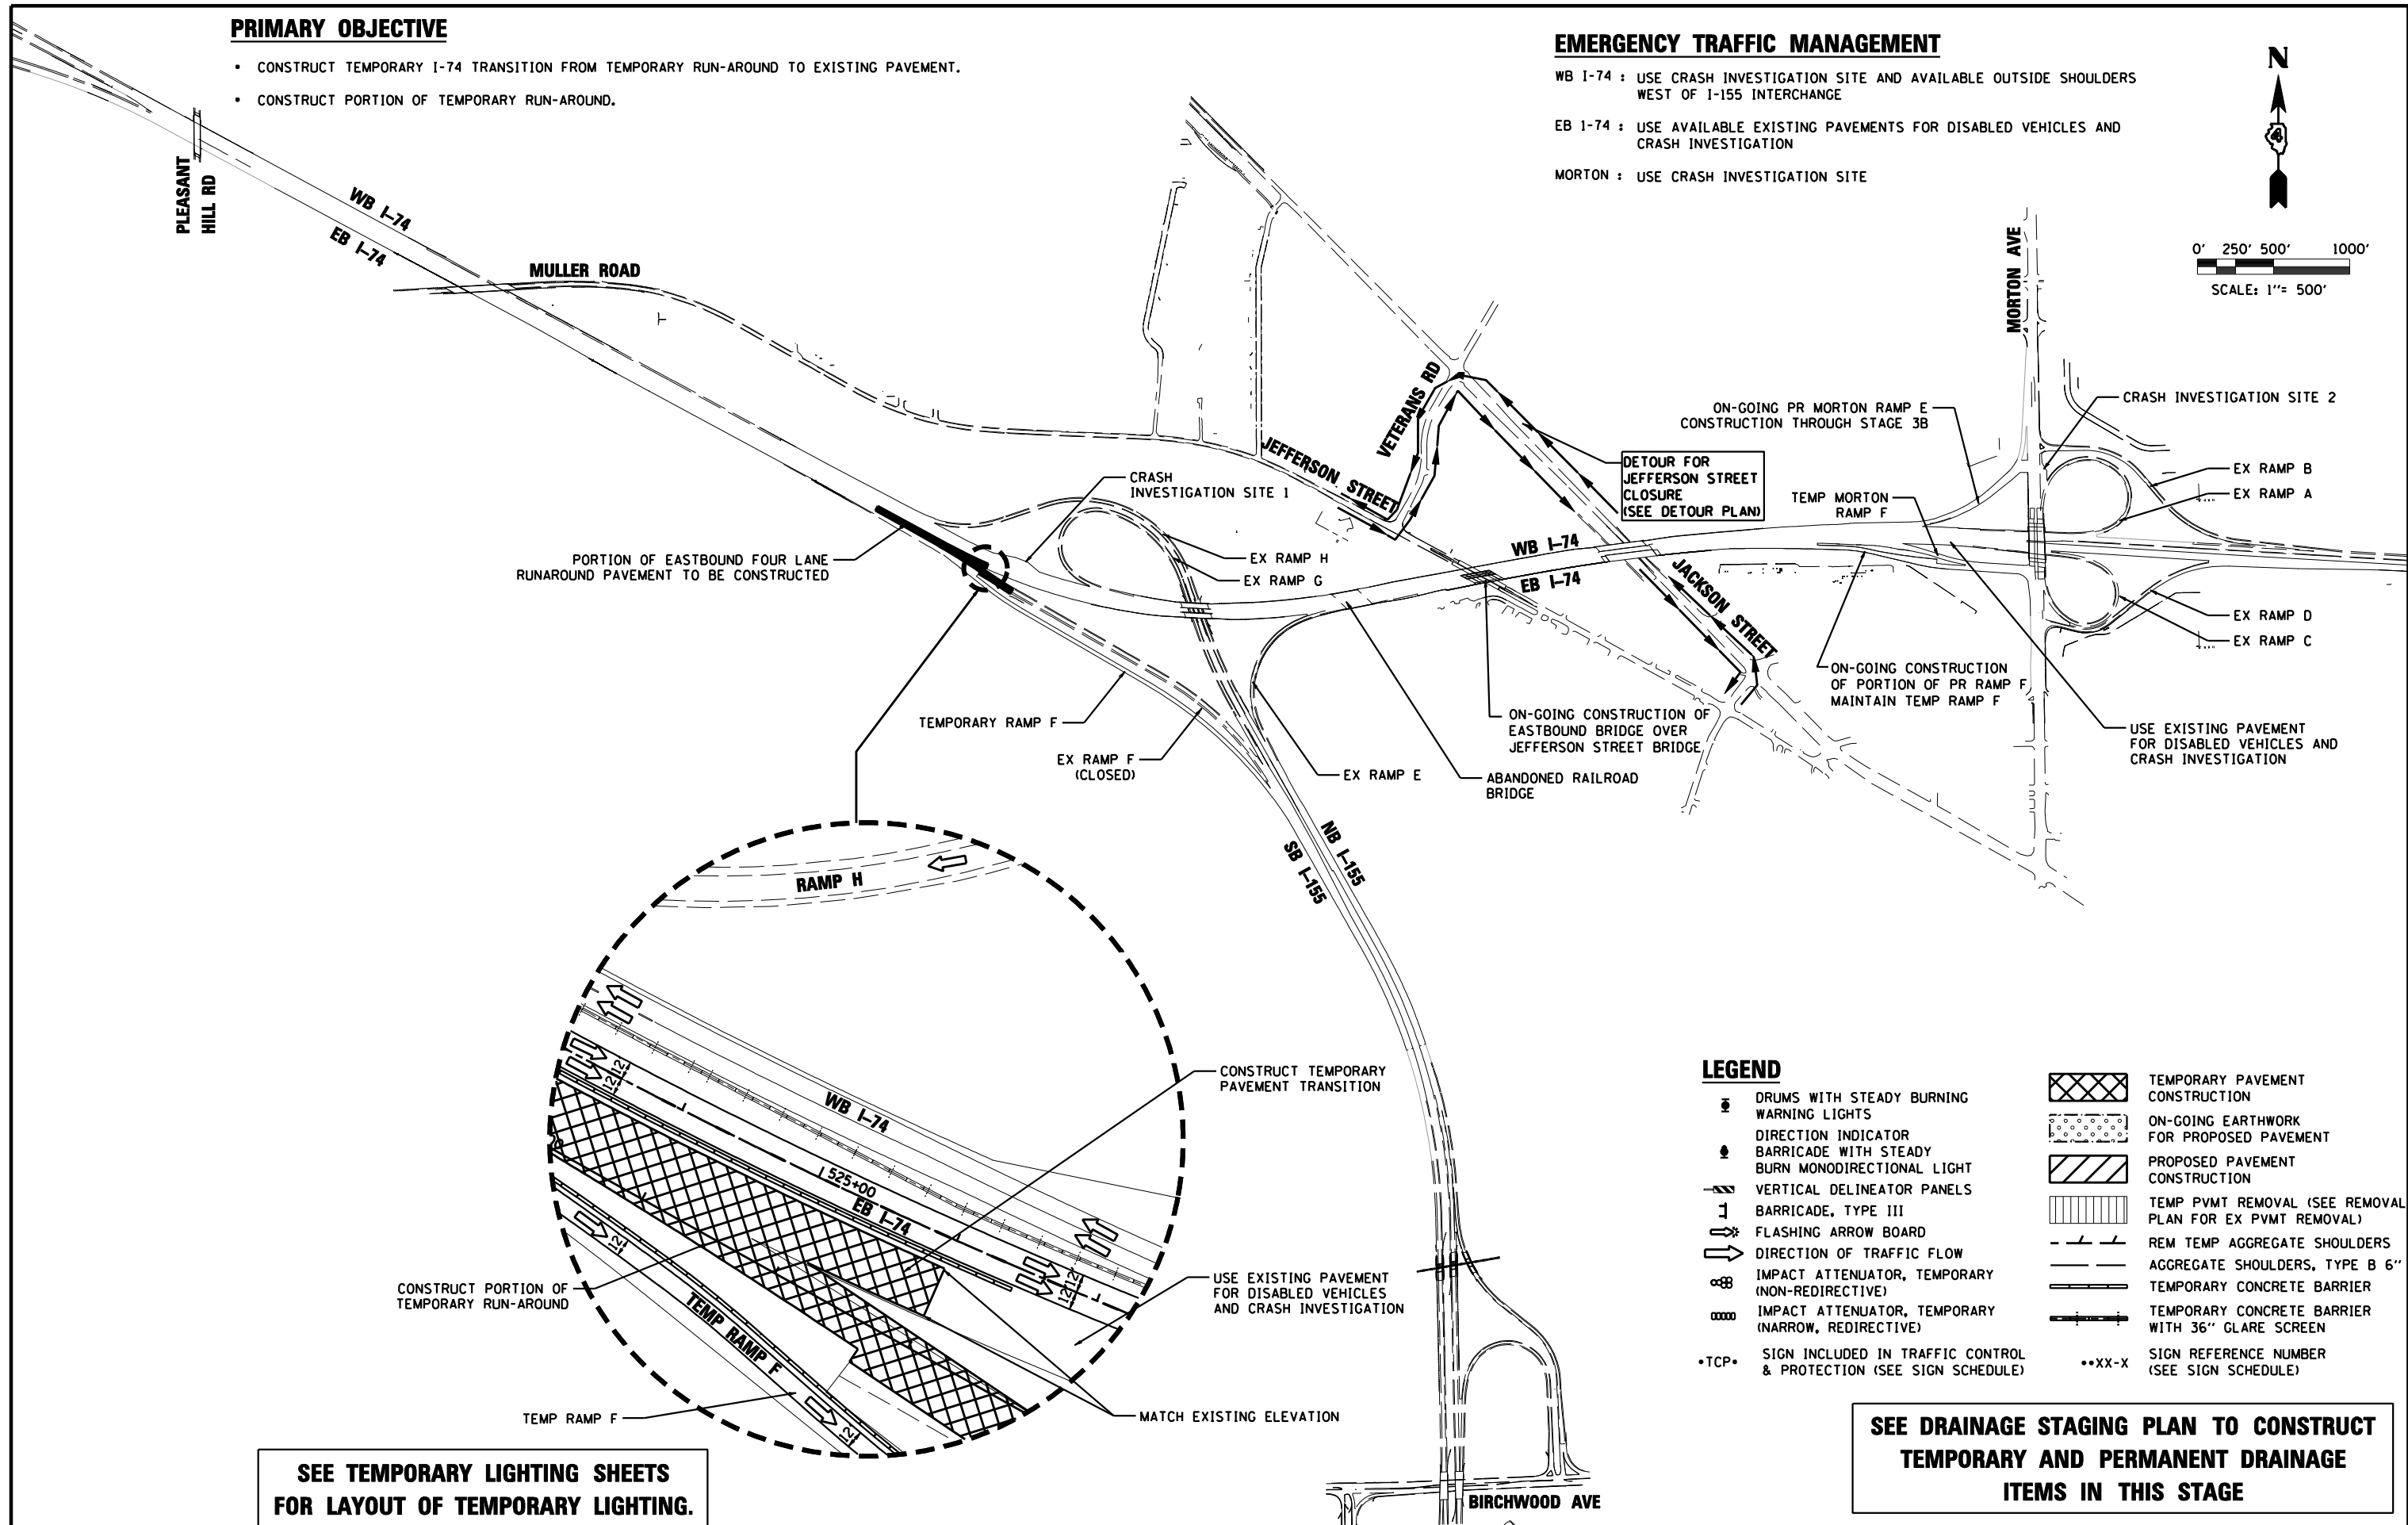 PRIMARY OBJECTIVE
• CONSTRUCT TEMPORARY I-74 TRANSITION FROM TEMPORARY RUN-AROUND TO EXISTING PAVEMENT.
• CONSTRUCT PORTION OF TEMPORARY RUN-AROUND.
EMERGENCY TRAFFIC MANAGEMENT
WB I-74 : USE CRASH INVESTIGATION SITE AND AVAILABLE OUTSIDE SHOULDERS
WEST OF I-155 INTERCHANGE
EB 1-74 : USE AVAILABLE EXISTING PAVEMENTS FOR DISABLED VEHICLES AND
CRASH INVESTIGATION
MORTON : USE CRASH INVESTIGATION SITE
N
4
0' 250' 500' 1000'
SCALE: 1"= 500'
PLEASANT
HILL RD
WB I-74
EB I-74
MULLER ROAD
MORTON AVE
VETERANS RD
JEFFERSON STREET
ON-GOING PR MORTON RAMP E
CONSTRUCTION THROUGH STAGE 3B
CRASH INVESTIGATION SITE 2
DETOUR FOR
JEFFERSON STREET
CLOSURE
(SEE DETOUR PLAN)
TEMP MORTON
RAMP F
EX RAMP B
EX RAMP A
CRASH
INVESTIGATION SITE 1
PORTION OF EASTBOUND FOUR LANE
RUNAROUND PAVEMENT TO BE CONSTRUCTED
EX RAMP H
EX RAMP G
WB I-74
EB I-74
JACKSON STREET
EX RAMP D
EX RAMP C
ON-GOING CONSTRUCTION
OF PORTION OF PR RAMP F
MAINTAIN TEMP RAMP F
TEMPORARY RAMP F
EX RAMP F
(CLOSED)
EX RAMP E
ON-GOING CONSTRUCTION OF
EASTBOUND BRIDGE OVER
JEFFERSON STREET BRIDGE
ABANDONED RAILROAD
BRIDGE
USE EXISTING PAVEMENT
FOR DISABLED VEHICLES AND
CRASH INVESTIGATION
NB I-155
SB I-155
RAMP H
12
12
WB I-74
525+00
EB I-74
12
12
12
TEMP RAMP F
12
CONSTRUCT TEMPORARY
PAVEMENT TRANSITION
CONSTRUCT PORTION OF
TEMPORARY RUN-AROUND
USE EXISTING PAVEMENT
FOR DISABLED VEHICLES
AND CRASH INVESTIGATION
TEMP RAMP F
MATCH EXISTING ELEVATION
BIRCHWOOD AVE
LEGEND
DRUMS WITH STEADY BURNING
WARNING LIGHTS
DIRECTION INDICATOR
BARRICADE WITH STEADY
BURN MONODIRECTIONAL LIGHT
VERTICAL DELINEATOR PANELS
BARRICADE, TYPE III
FLASHING ARROW BOARD
DIRECTION OF TRAFFIC FLOW
IMPACT ATTENUATOR, TEMPORARY
(NON-REDIRECTIVE)
IMPACT ATTENUATOR, TEMPORARY
(NARROW, REDIRECTIVE)
•TCP• SIGN INCLUDED IN TRAFFIC CONTROL
& PROTECTION (SEE SIGN SCHEDULE)
TEMPORARY PAVEMENT
CONSTRUCTION
ON-GOING EARTHWORK
FOR PROPOSED PAVEMENT
PROPOSED PAVEMENT
CONSTRUCTION
TEMP PVMT REMOVAL (SEE REMOVAL
PLAN FOR EX PVMT REMOVAL)
REM TEMP AGGREGATE SHOULDERS
AGGREGATE SHOULDERS, TYPE B 6"
TEMPORARY CONCRETE BARRIER
TEMPORARY CONCRETE BARRIER
WITH 36" GLARE SCREEN
••XX-X SIGN REFERENCE NUMBER
(SEE SIGN SCHEDULE)
SEE TEMPORARY LIGHTING SHEETS
FOR LAYOUT OF TEMPORARY LIGHTING.
SEE DRAINAGE STAGING PLAN TO CONSTRUCT
TEMPORARY AND PERMANENT DRAINAGE
ITEMS IN THIS STAGE